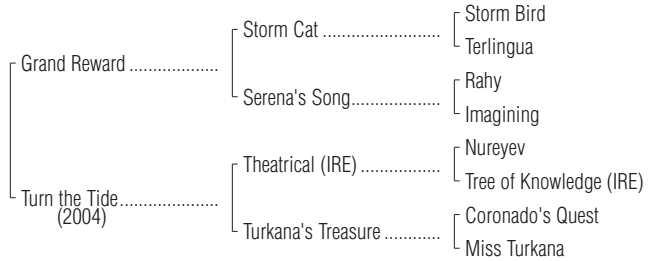 Storm Bird
Storm Cat ..............................
Terlingua
Grand Reward ......................
Rahy
Serena's Song.......................
Imagining
Nureyev
Theatrical (IRE) ....................
Tree of Knowledge (IRE)
Turn the Tide.........................
(2004)
Coronado's Quest
Turkana's Treasure ..............
Miss Turkana